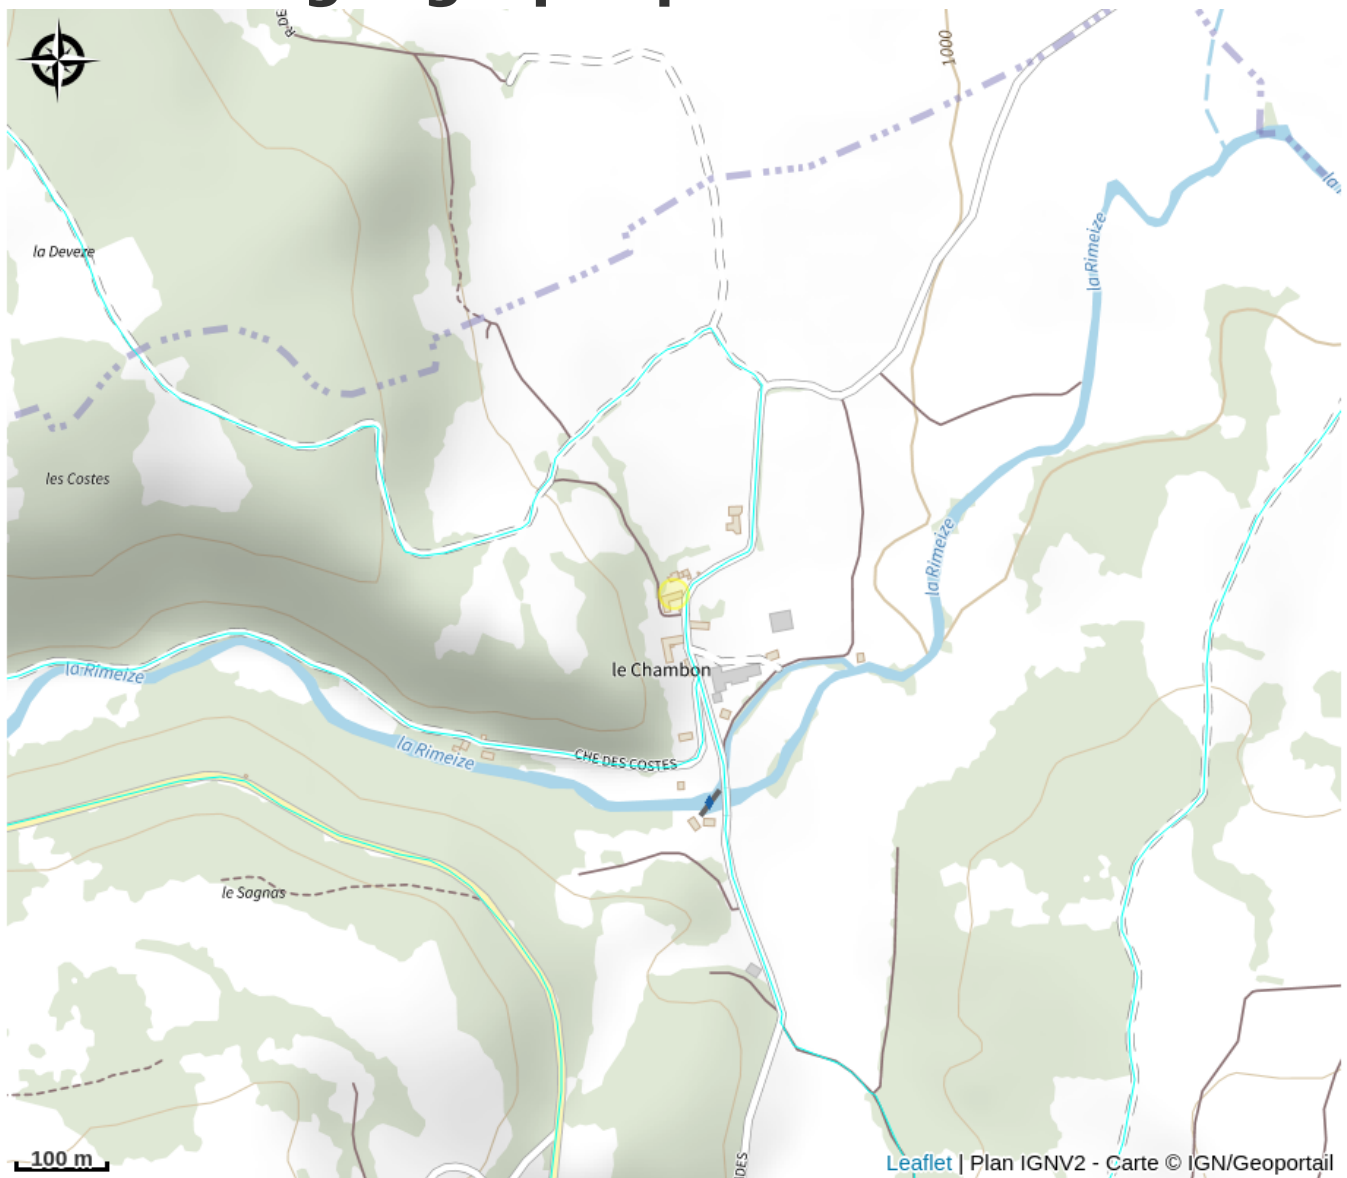 1000
la Rimeize
la Deveze
les Costes
la Rimeize
le Chambon
la Rimeize
la Rimeize
CHE DES COSTES
le Sagnas
DES
100 m
Leaflet | Plan IGNV2 - Carte © IGN/Geoportail